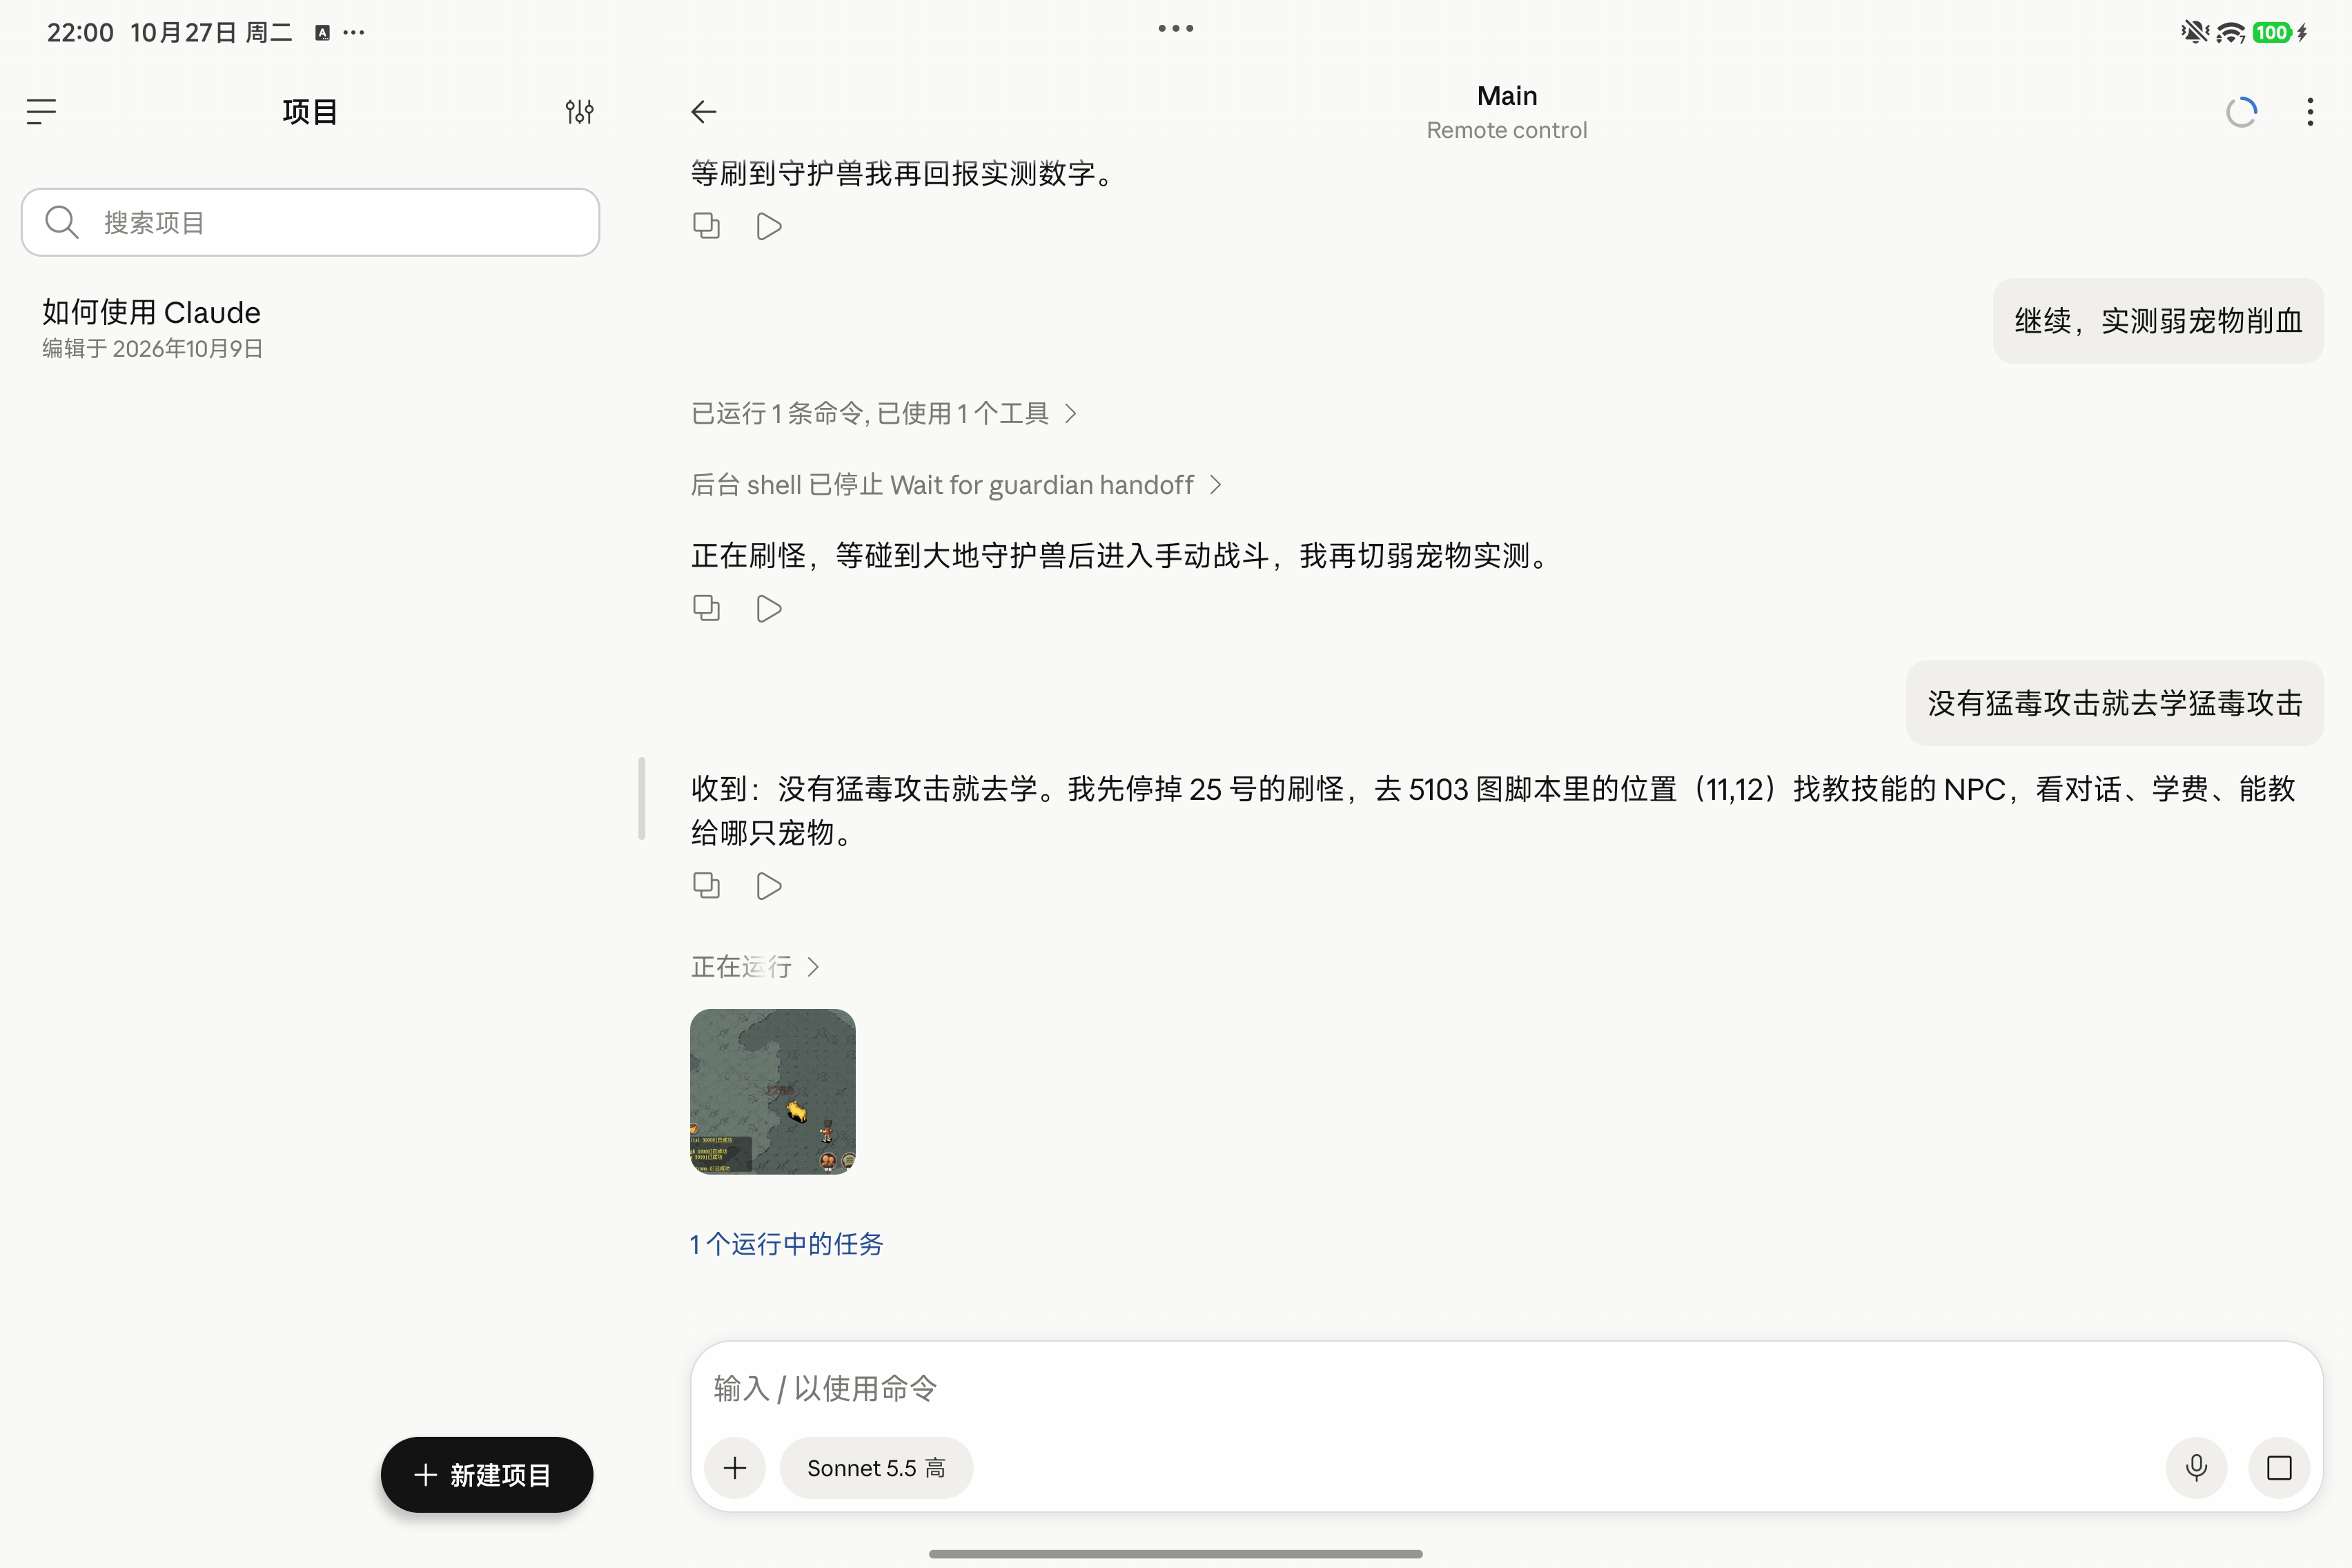 22:00 10月27日 周二
100
项目
搜索项目
如何使用 Claude
编辑于 2026年10月9日
新建项目
Main
Remote control
等刷到守护兽我再回报实测数字。
继续，实测弱宠物削血
已运行 1 条命令, 已使用 1 个工具
后台 shell 已停止 Wait for guardian handoff
正在刷怪，等碰到大地守护兽后进入手动战斗，我再切弱宠物实测。
没有猛毒攻击就去学猛毒攻击
收到：没有猛毒攻击就去学。我先停掉 25 号的刷怪，去 5103 图脚本里的位置（11,12）找教技能的 NPC，看对话、学费、能教
给哪只宠物。
正在运行
1 个运行中的任务
输入 / 以使用命令
Sonnet 5.5 高